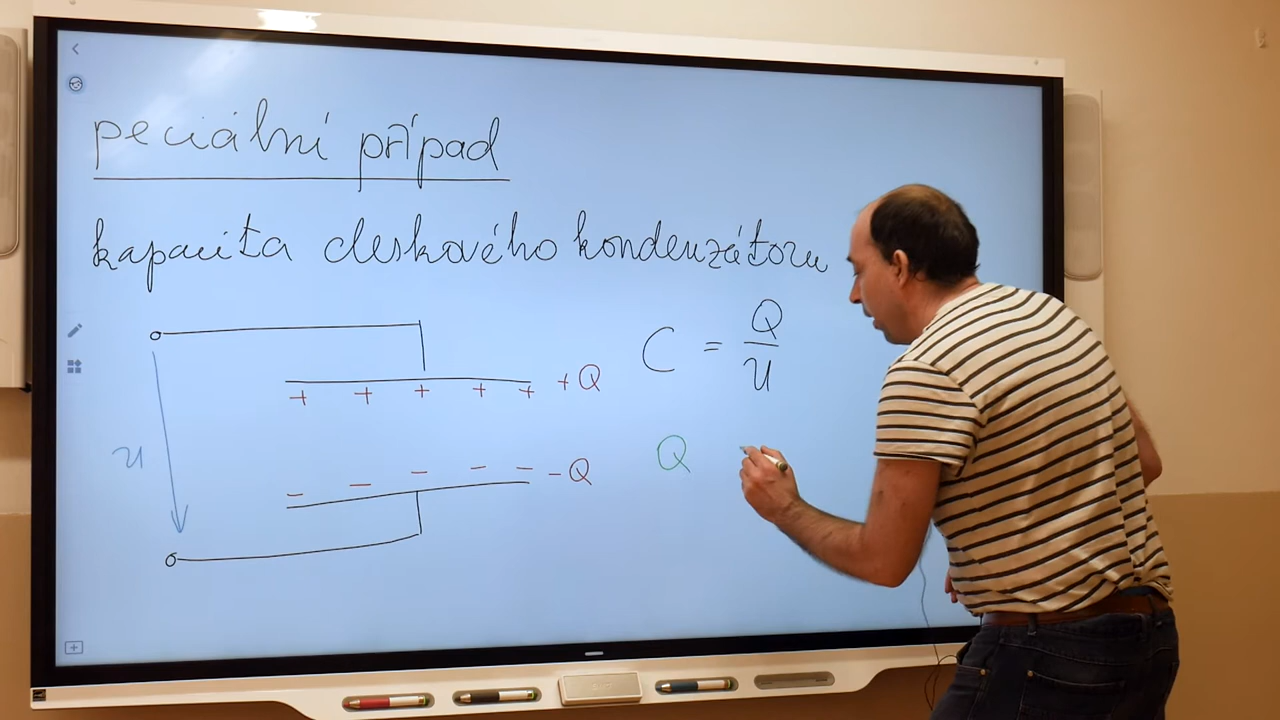 peciální případ
kapacita deskového kondenzátoru
C = Q/U
+ + + + + +Q
U
- - - - - -Q
Q